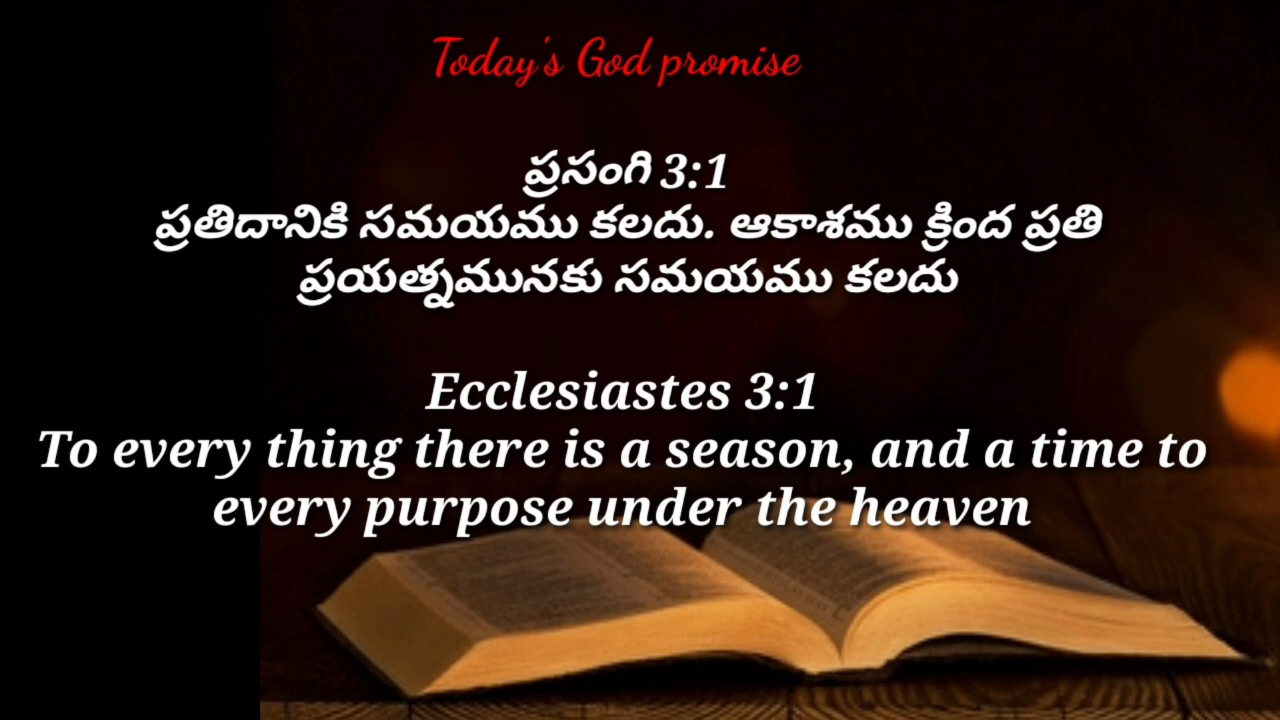 Today's God promise
ప్రసంగి 3:1
ప్రతిదానికి సమయము కలదు. ఆకాశము క్రింద ప్రతి
ప్రయత్నమునకు సమయము కలదు
Ecclesiastes 3:1
To every thing there is a season, and a time to
every purpose under the heaven